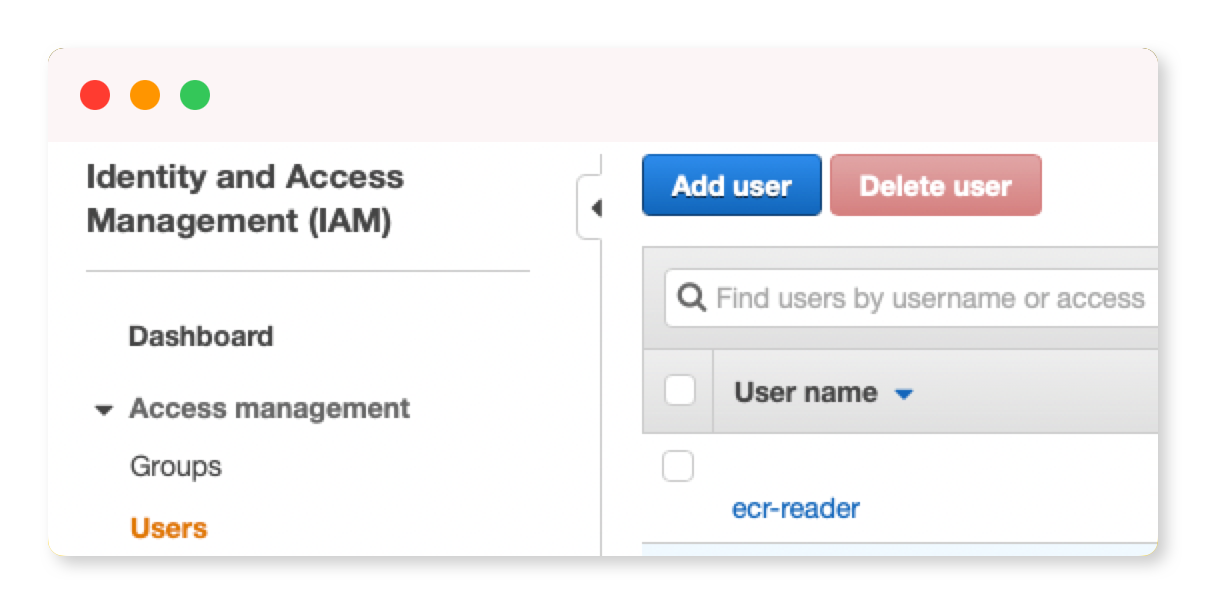 Identity and Access
Management (IAM)
Dashboard
Access management
Groups
Users
Add user
Delete user
Find users by username or access
User name
ecr-reader